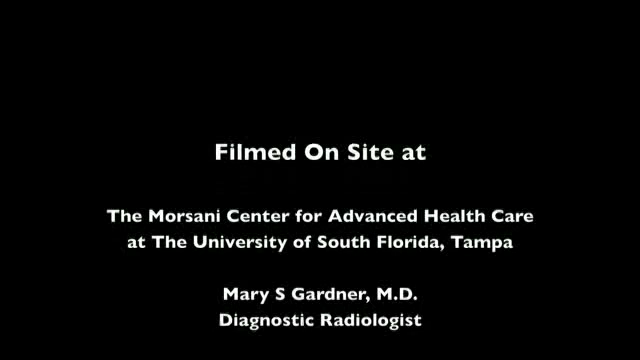 Filmed On Site at
The Morsani Center for Advanced Health Care
at The University of South Florida, Tampa
Mary S Gardner, M.D.
Diagnostic Radiologist